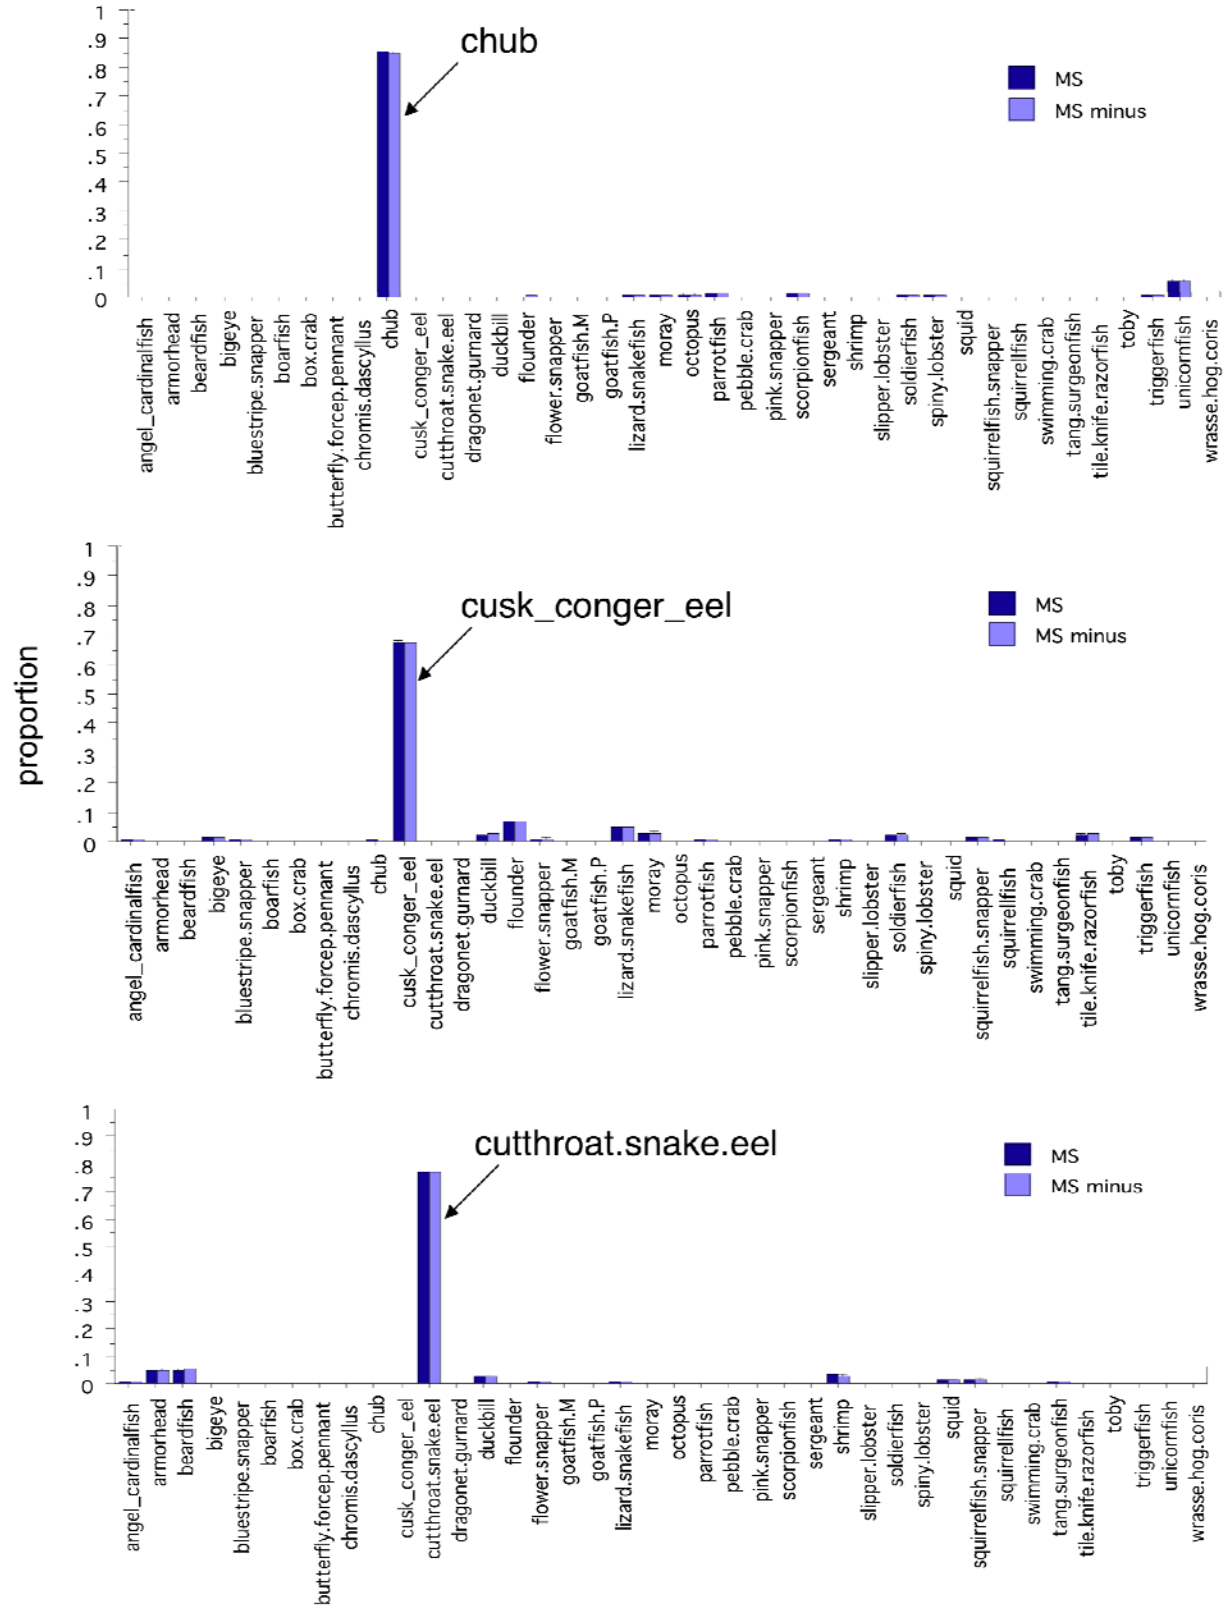 1
.9
.8
.7
.6
.5
.4
.3
.2
.1
0
chub
MS
MS minus
angel_cardinalfish
armorhead
beardfish
bigeye
bluestripe.snapper
boarfish
box.crab
butterfly.forcep.pennant
chromis.dascyllus
chub
cusk_conger_eel
cutthroat.snake.eel
dragonet.gurnard
duckbill
flounder
flower.snapper
goatfish.M
goatfish.P
lizard.snakefish
moray
octopus
parrotfish
pebble.crab
pink.snapper
scorpionfish
sergeant
shrimp
slipper.lobster
soldierfish
spiny.lobster
squid
squirrelfish.snapper
squirrellfish
swimming.crab
tang.surgeonfish
tile.knife.razorfish
toby
triggerfish
unicornfish
wrasse.hog.coris
proportion
1
.9
.8
.7
.6
.5
.4
.3
.2
.1
0
cusk_conger_eel
MS
MS minus
angel_cardinalfish
armorhead
beardfish
bigeye
bluestripe.snapper
boarfish
box.crab
butterfly.forcep.pennant
chromis.dascyllus
chub
cusk_conger_eel
cutthroat.snake.eel
dragonet.gurnard
duckbill
flounder
flower.snapper
goatfish.M
goatfish.P
lizard.snakefish
moray
octopus
parrotfish
pebble.crab
pink.snapper
scorpionfish
sergeant
shrimp
slipper.lobster
soldierfish
spiny.lobster
squid
squirrelfish.snapper
squirrellfish
swimming.crab
tang.surgeonfish
tile.knife.razorfish
toby
triggerfish
unicornfish
wrasse.hog.coris
1
.9
.8
.7
.6
.5
.4
.3
.2
.1
0
cutthroat.snake.eel
MS
MS minus
angel_cardinalfish
armorhead
beardfish
bigeye
bluestripe.snapper
boarfish
box.crab
butterfly.forcep.pennant
chromis.dascyllus
chub
cusk_conger_eel
cutthroat.snake.eel
dragonet.gurnard
duckbill
flounder
flower.snapper
goatfish.M
goatfish.P
lizard.snakefish
moray
octopus
parrotfish
pebble.crab
pink.snapper
scorpionfish
sergeant
shrimp
slipper.lobster
soldierfish
spiny.lobster
squid
squirrelfish.snapper
squirrellfish
swimming.crab
tang.surgeonfish
tile.knife.razorfish
toby
triggerfish
unicornfish
wrasse.hog.coris